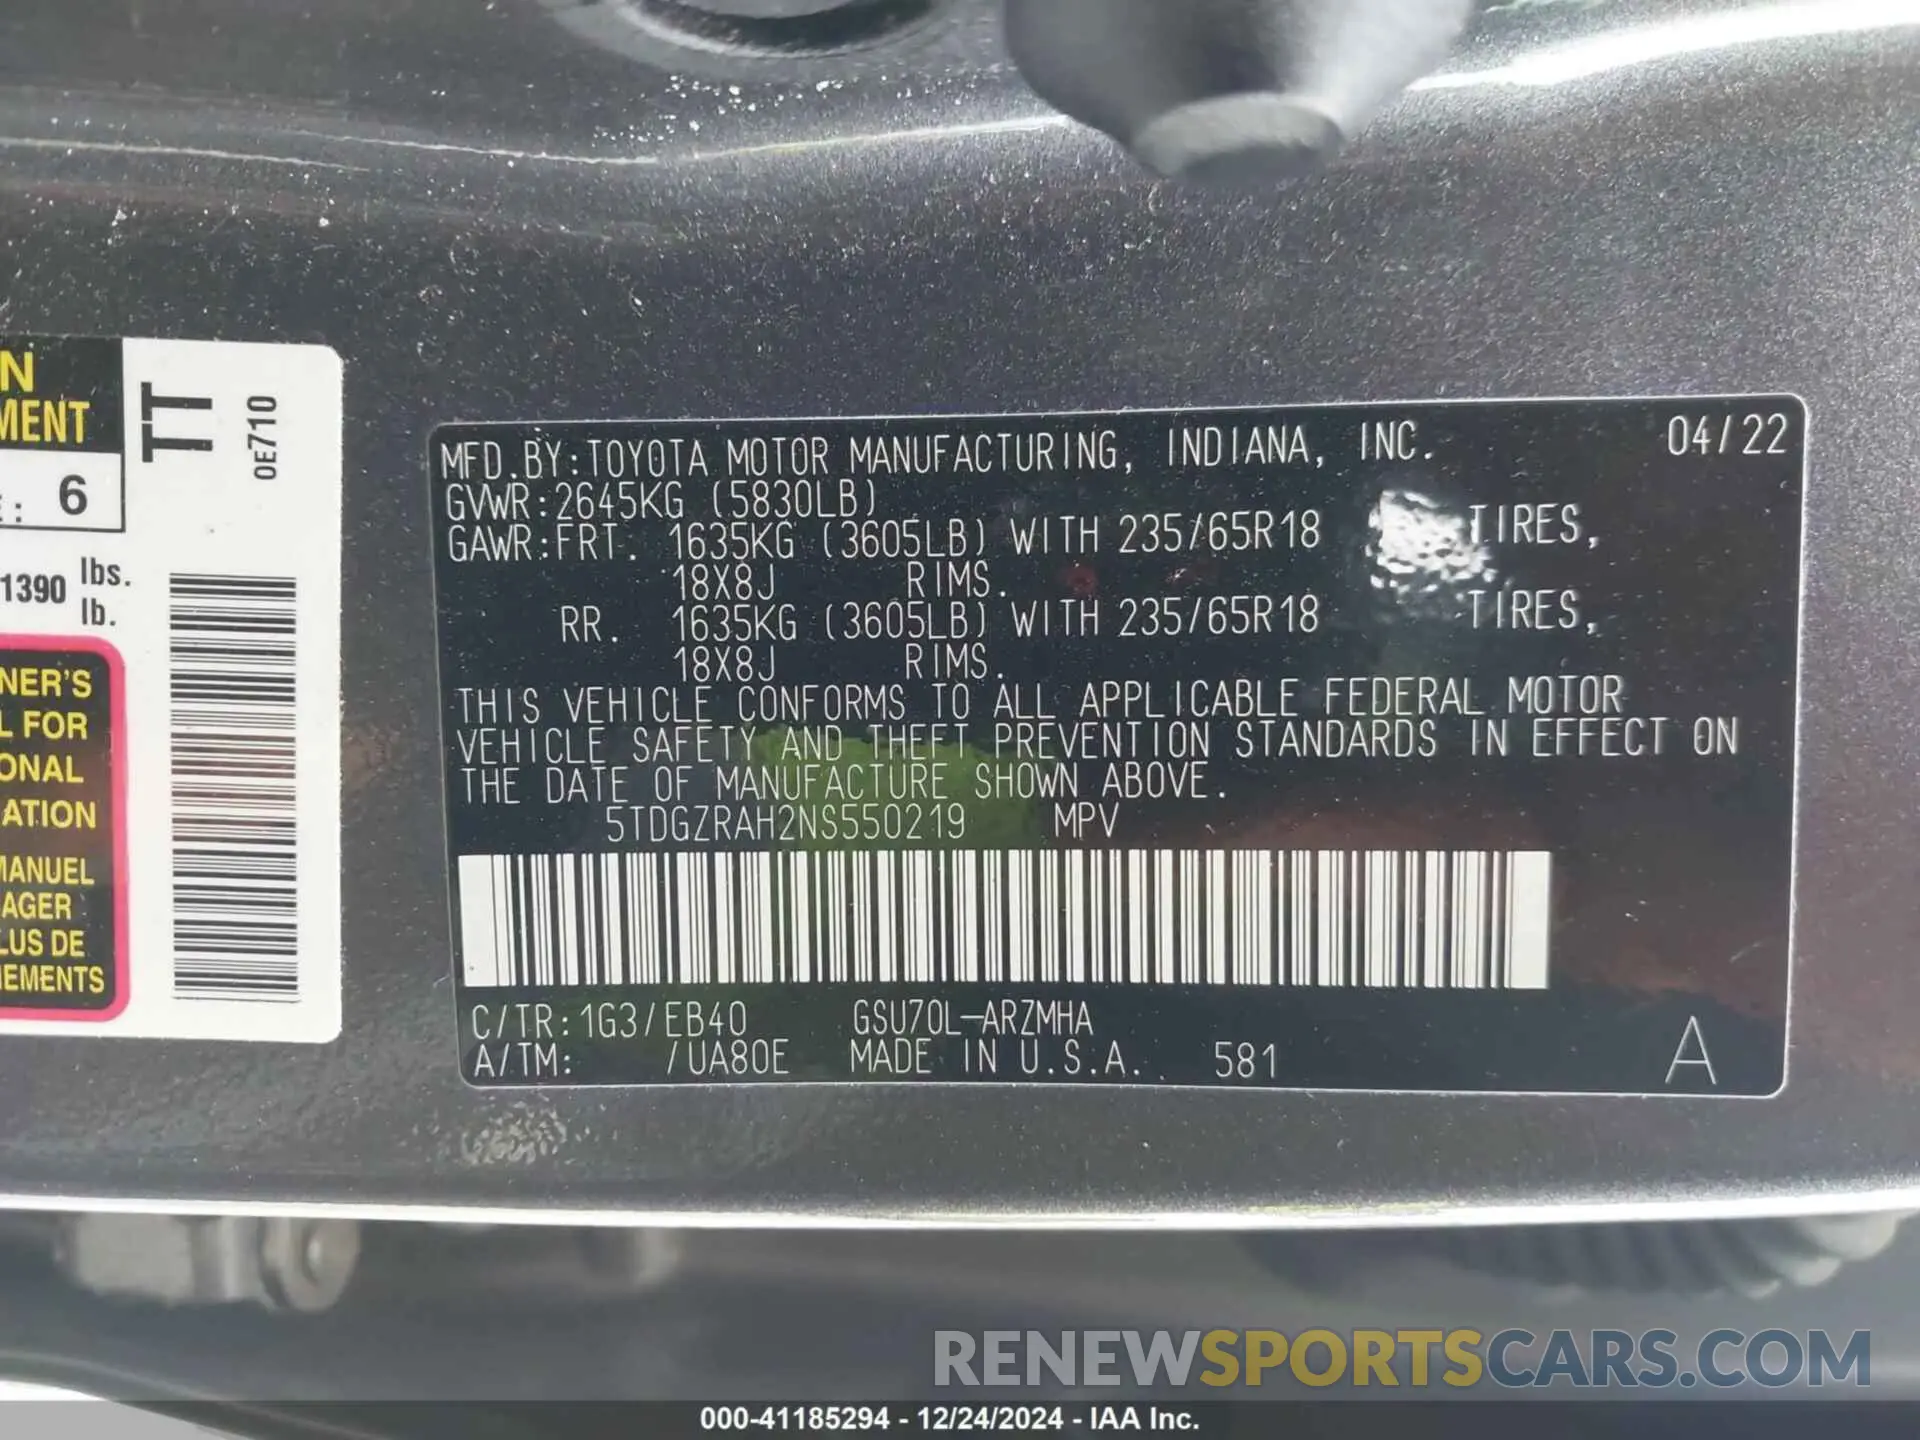 N
MENT
: 6
1390 lbs.
lb.
NER'S
L FOR
ONAL
ATION
MANUEL
AGER
LUS DE
NEMENTS
TT
0E710
MFD.BY:TOYOTA MOTOR MANUFACTURING, INDIANA, INC. 04/22
GVWR:2645KG (5830LB)
GAWR:FRT. 1635KG (3605LB) WITH 235/65R18 TIRES,
18X8J RIMS.
RR. 1635KG (3605LB) WITH 235/65R18 TIRES,
18X8J RIMS.
THIS VEHICLE CONFORMS TO ALL APPLICABLE FEDERAL MOTOR
VEHICLE SAFETY AND THEFT PREVENTION STANDARDS IN EFFECT ON
THE DATE OF MANUFACTURE SHOWN ABOVE.
5TDGZRAH2NS550219 MPV
C/TR:1G3/EB40 GSU70L-ARZMHA
A/TM: /UA80E MADE IN U.S.A. 581 A
RENEWSPORTSCARS.COM
000-41185294 - 12/24/2024 - IAA Inc.